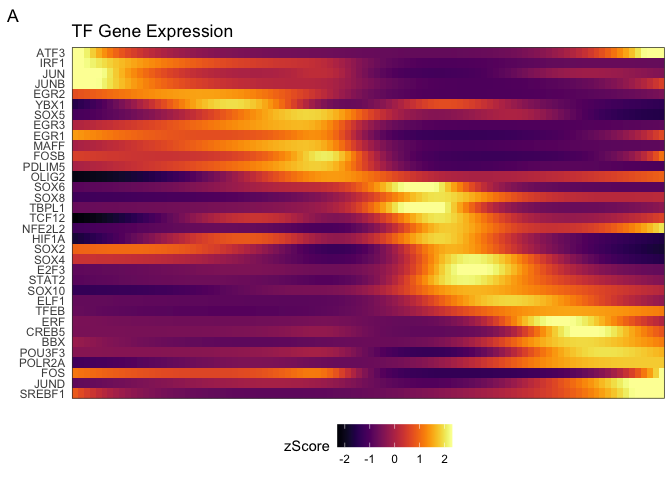 A
TF Gene Expression
ATF3
IRF1
JUN
JUNB
EGR2
YBX1
SOX5
EGR3
EGR1
MAFF
FOSB
PDLIM5
OLIG2
SOX6
SOX8
TBPL1
TCF12
NFE2L2
HIF1A
SOX2
SOX4
E2F3
STAT2
SOX10
ELF1
TFEB
ERF
CREB5
BBX
POU3F3
POLR2A
FOS
JUND
SREBF1
zScore
-2 -1 0 1 2